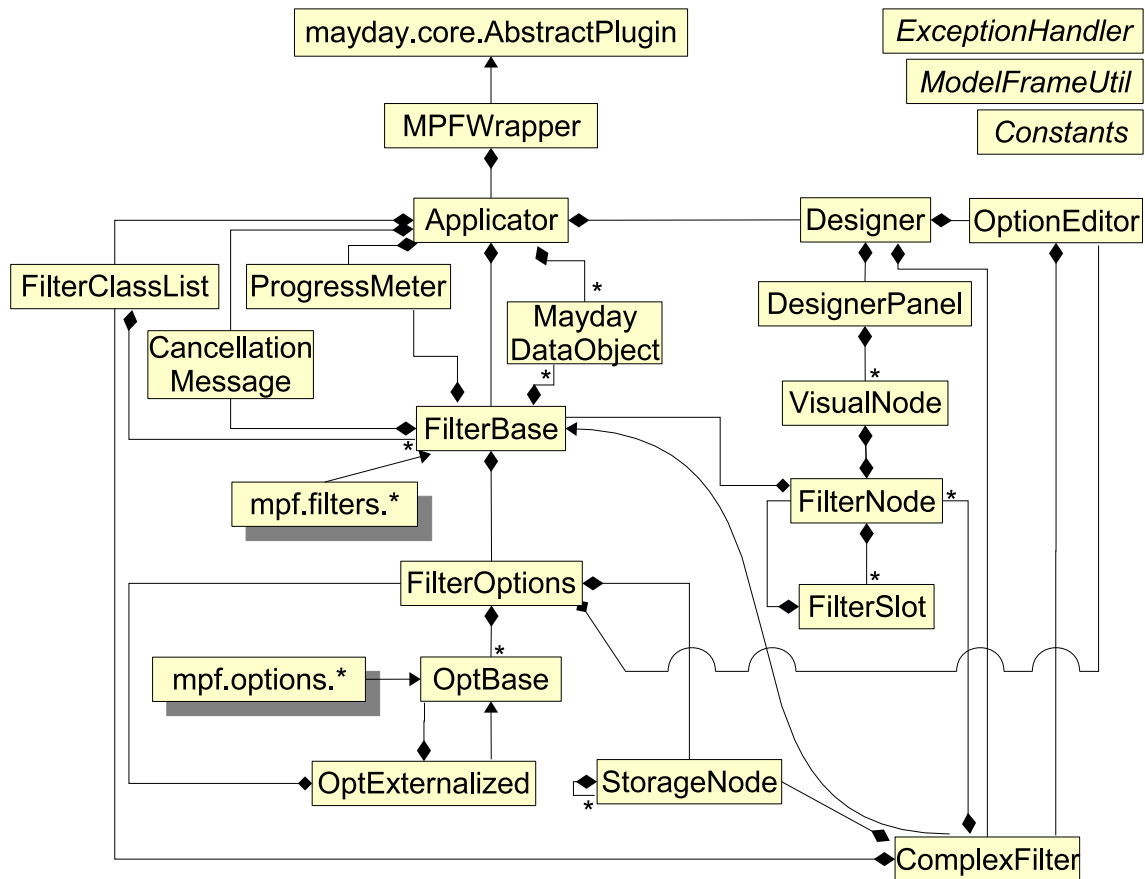 mayday.core.AbstractPlugin
ExceptionHandler
ModelFrameUtil
MPFWrapper
Constants
Applicator
Designer
OptionEditor
FilterClassList
ProgressMeter
*
DesignerPanel
Mayday
DataObject
Cancellation
Message
*
*
VisualNode
FilterBase
*
mpf.filters.*
FilterNode
*
*
FilterOptions
FilterSlot
*
mpf.options.*
OptBase
OptExternalized
StorageNode
*
ComplexFilter